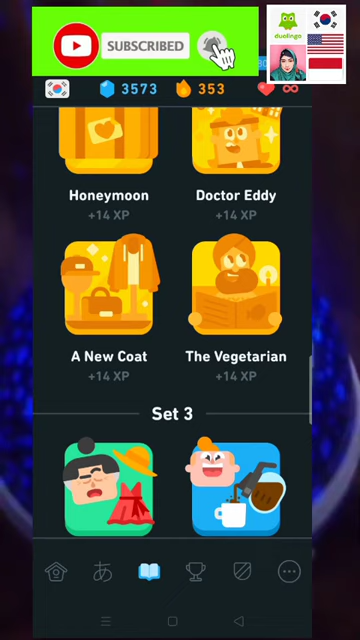 SUBSCRIBED
duolingo
3573
353
Honeymoon
+14 XP
Doctor Eddy
+14 XP
A New Coat
+14 XP
The Vegetarian
+14 XP
Set 3
あ